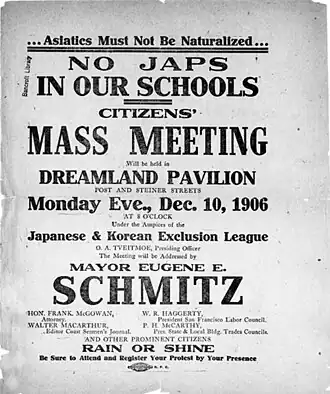 ...Asiatics Must Not Be Naturalized...
NO JAPS
IN OUR SCHOOLS
CITIZENS'
MASS MEETING
Will be held in
DREAMLAND PAVILION
POST AND STEINER STREETS
Monday Eve., Dec. 10, 1906
AT 8 O'CLOCK
Under the Auspices of the
Japanese & Korean Exclusion League
O. A. TVEITMOE, Presiding Officer
The Meeting will be Addressed by
MAYOR EUGENE E.
SCHMITZ
HON. FRANK McGOWAN,
Attorney.
WALTER MACARTHUR,
Editor Coast Seamen's Journal.
W. R. HAGGERTY,
President San Francisco Labor Council.
P. H. McCARTHY,
Pres. State & Local Bldg. Trades Councils.
AND OTHER PROMINENT CITIZENS
RAIN OR SHINE
Be Sure to Attend and Register Your Protest by Your Presence
Bancroft Library